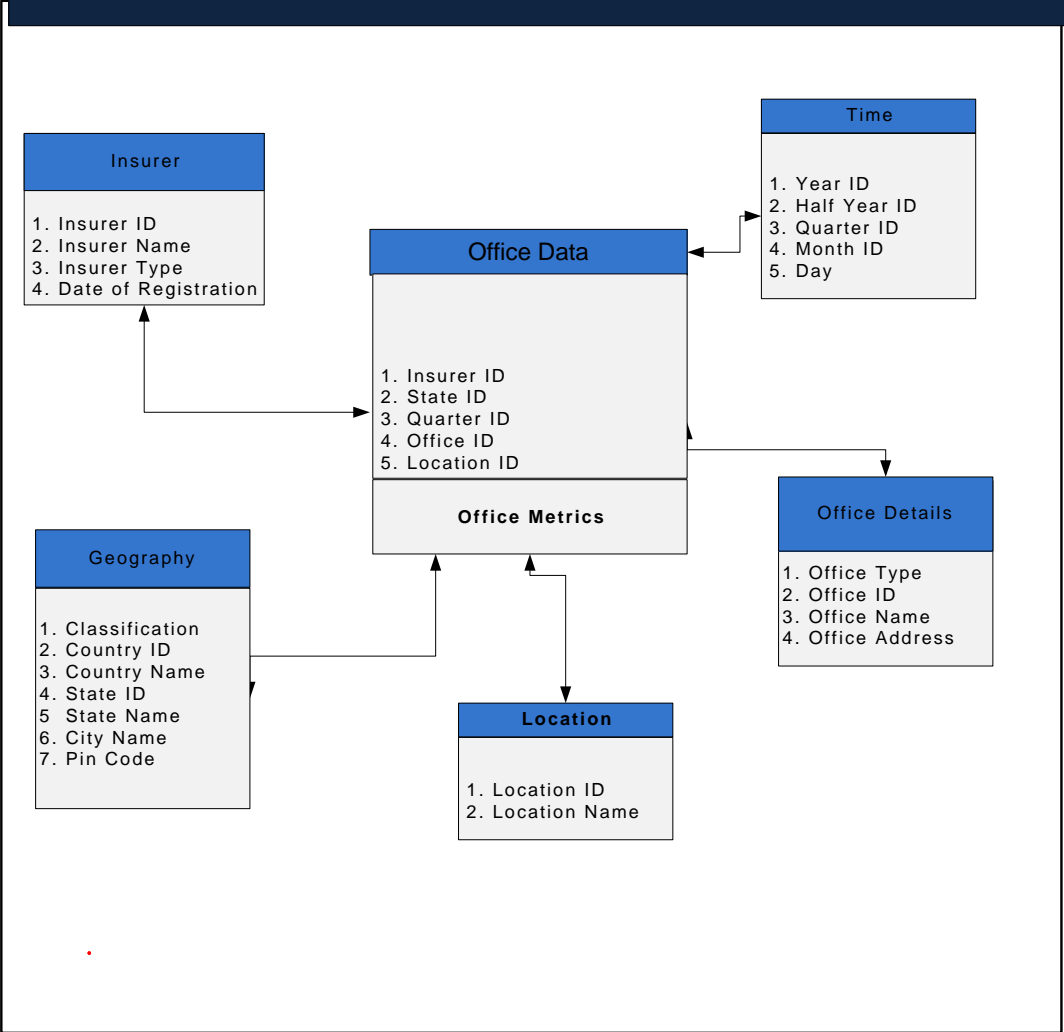 Insurer
1. Insurer ID
2. Insurer Name
3. Insurer Type
4. Date of Registration
Time
1. Year ID
2. Half Year ID
3. Quarter ID
4. Month ID
5. Day
Office Data
1. Insurer ID
2. State ID
3. Quarter ID
4. Office ID
5. Location ID
Office Metrics
Office Details
1. Office Type
2. Office ID
3. Office Name
4. Office Address
Geography
1. Classification
2. Country ID
3. Country Name
4. State ID
5  State Name
6. City Name
7. Pin Code
Location
1. Location ID
2. Location Name